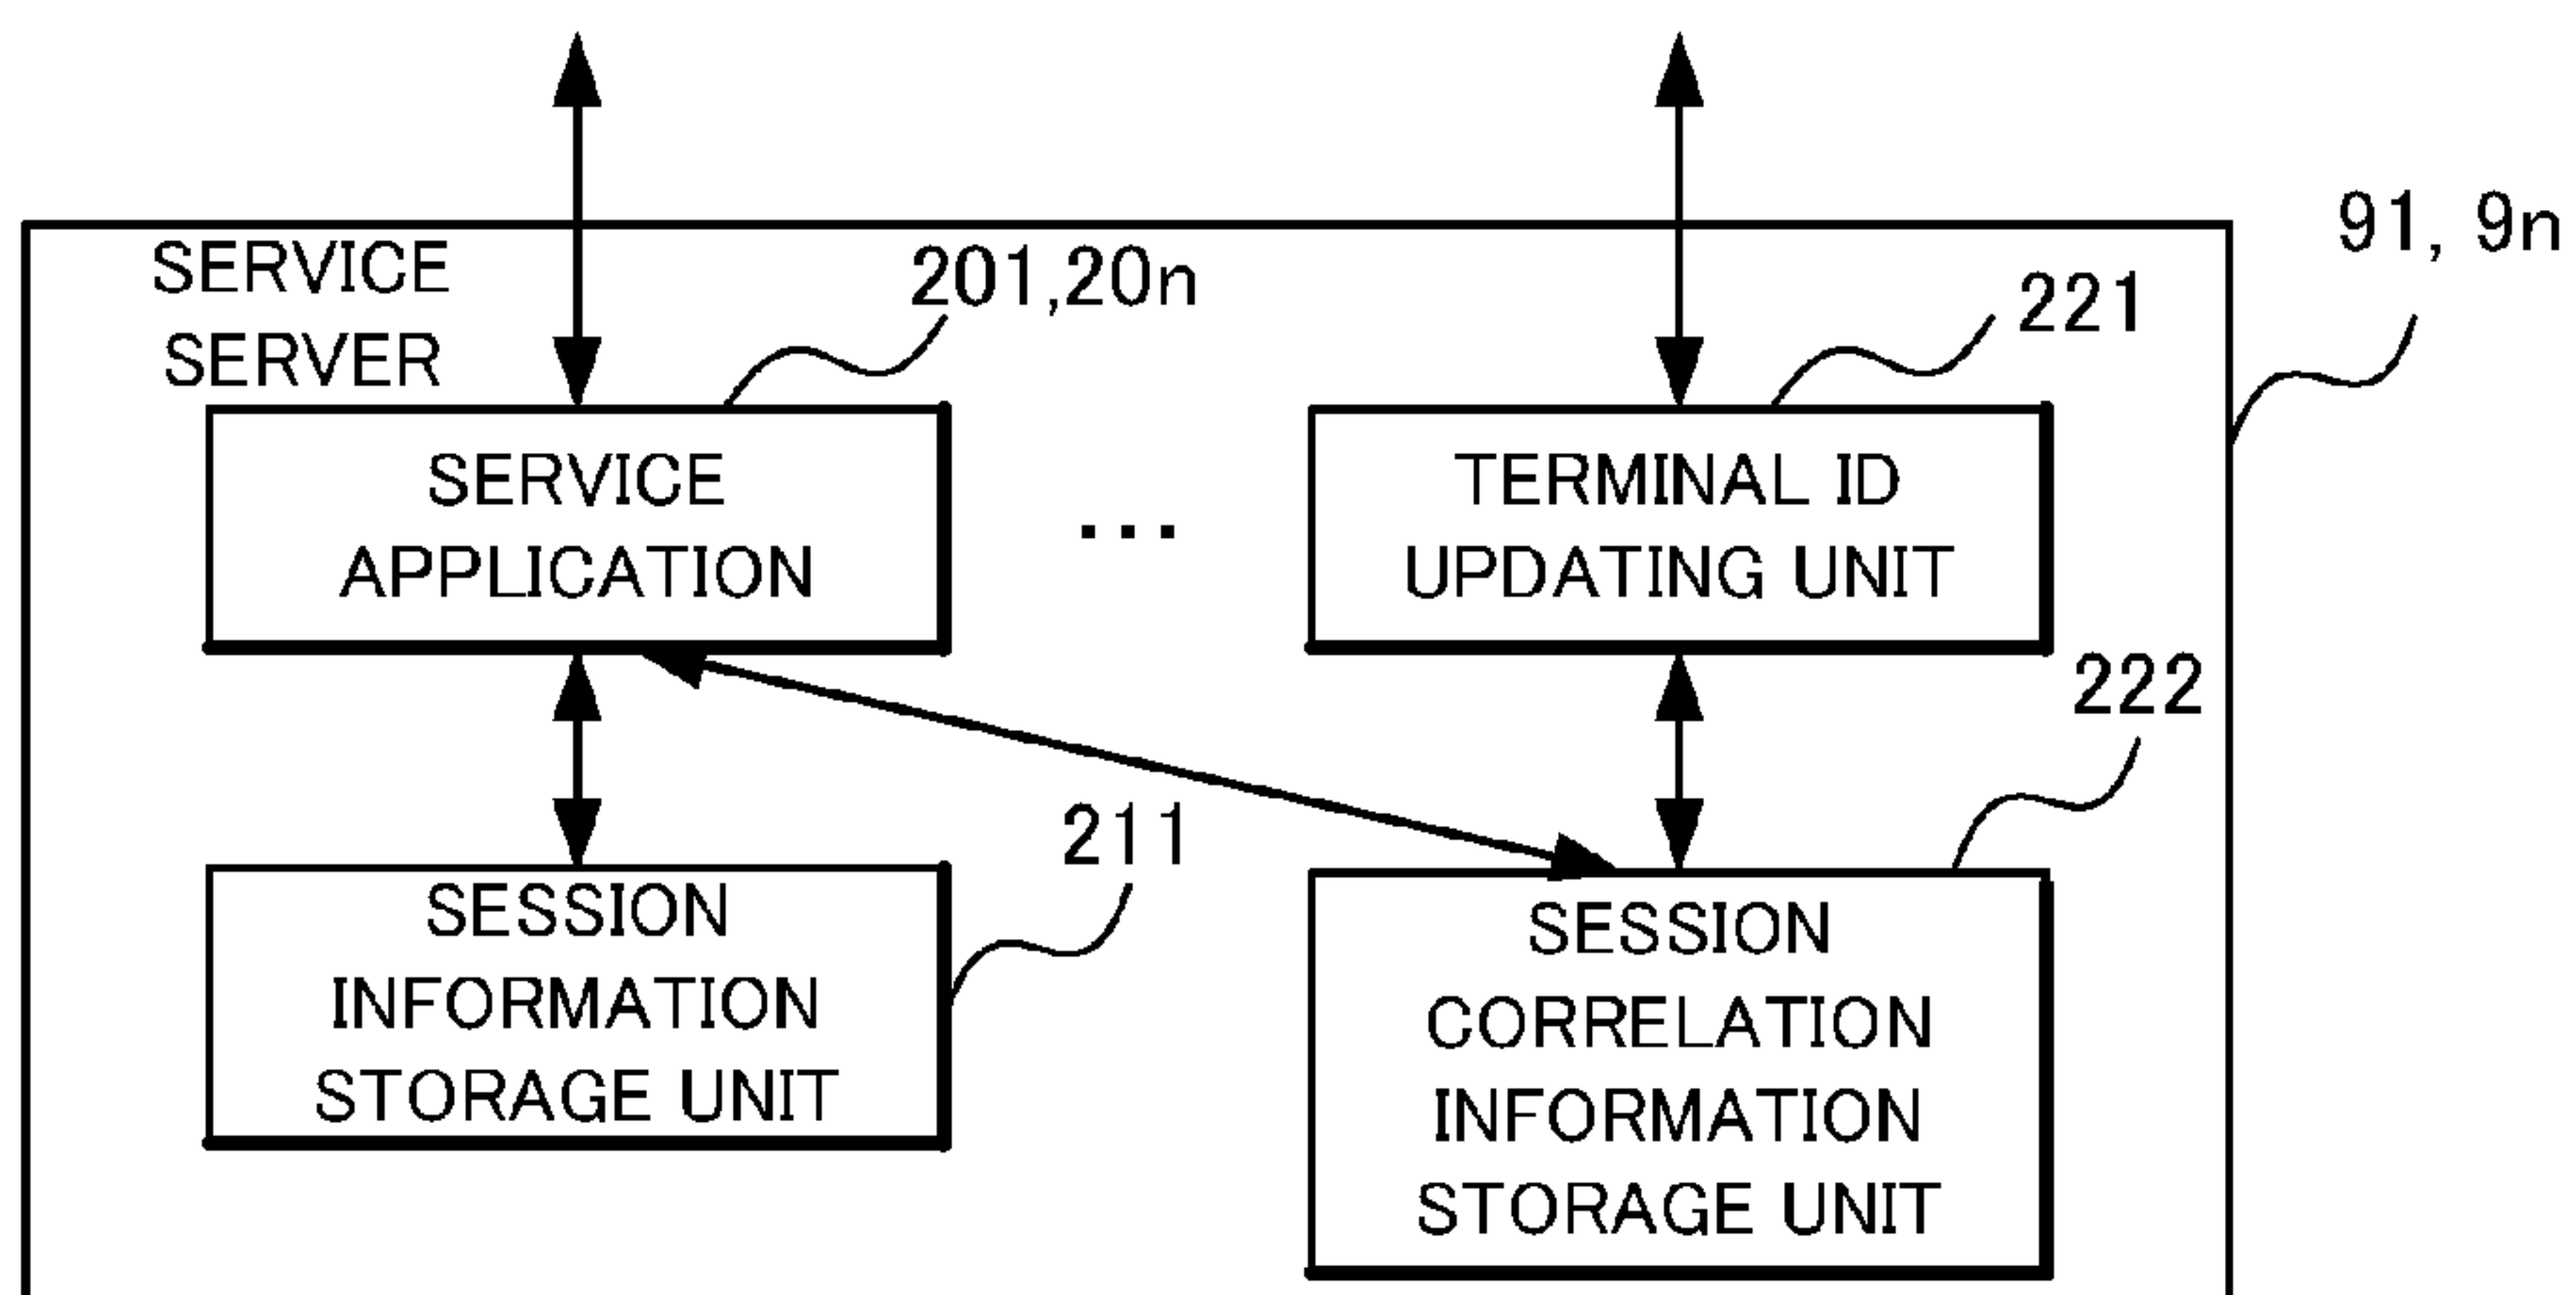 SERVICE
SERVER
201,20n
221
91, 9n
SERVICE
APPLICATION
...
TERMINAL ID
UPDATING UNIT
222
211
SESSION
INFORMATION
STORAGE UNIT
SESSION
CORRELATION
INFORMATION
STORAGE UNIT